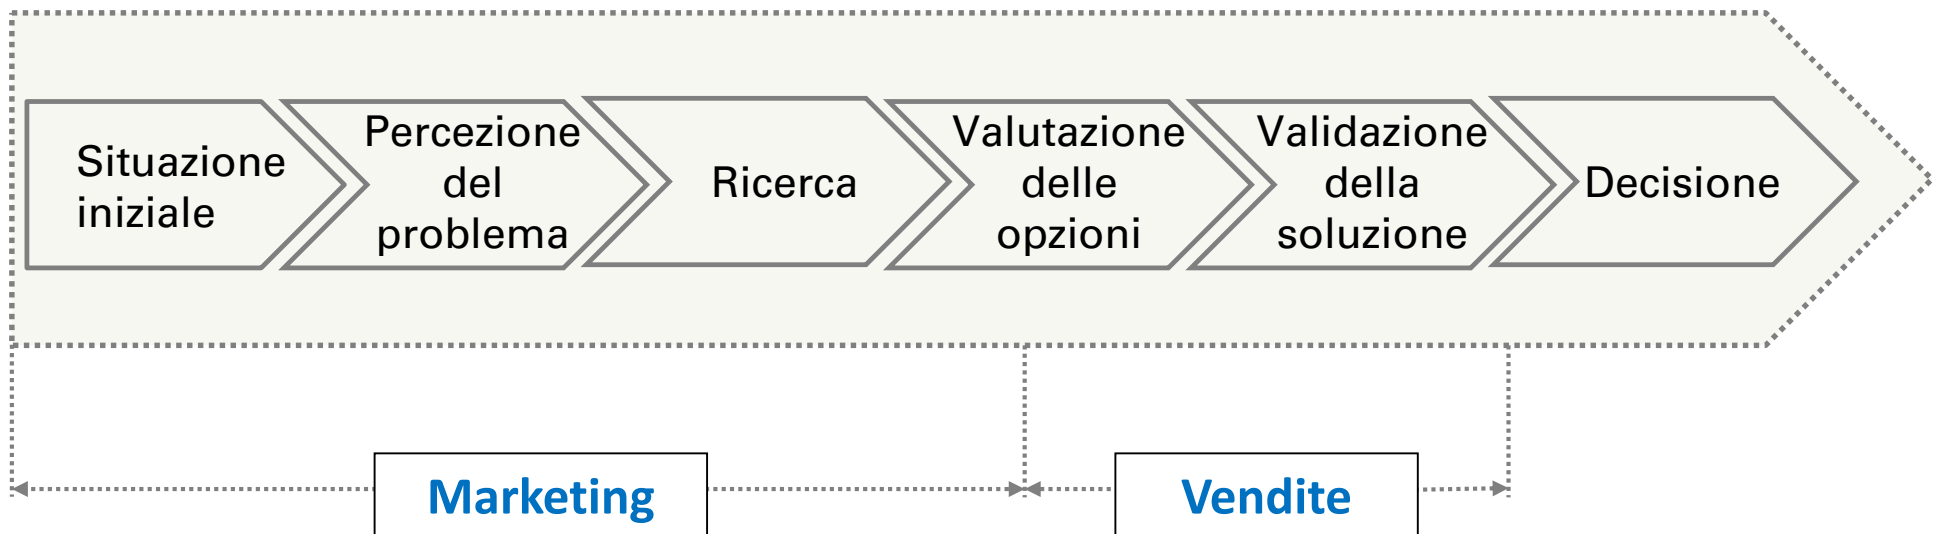 Situazione
iniziale
Percezione
del
problema
Ricerca
Valutazione
delle
opzioni
Validazione
della
soluzione
Decisione
Marketing
Vendite